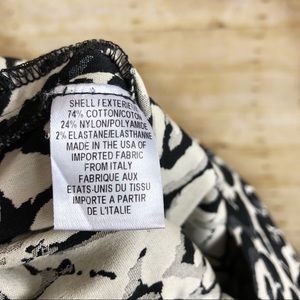 SHELL/EXTERIEUR
74% COTTON/COTON
24% NYLON/POLYAMIDE
2% ELASTANE/ELASTHANNE
MADE IN THE USA OF
IMPORTED FABRIC
FROM ITALY
FABRIQUE AUX
ETATS-UNIS DU TISSU
IMPORTE A PARTIR
DE L'ITALIE